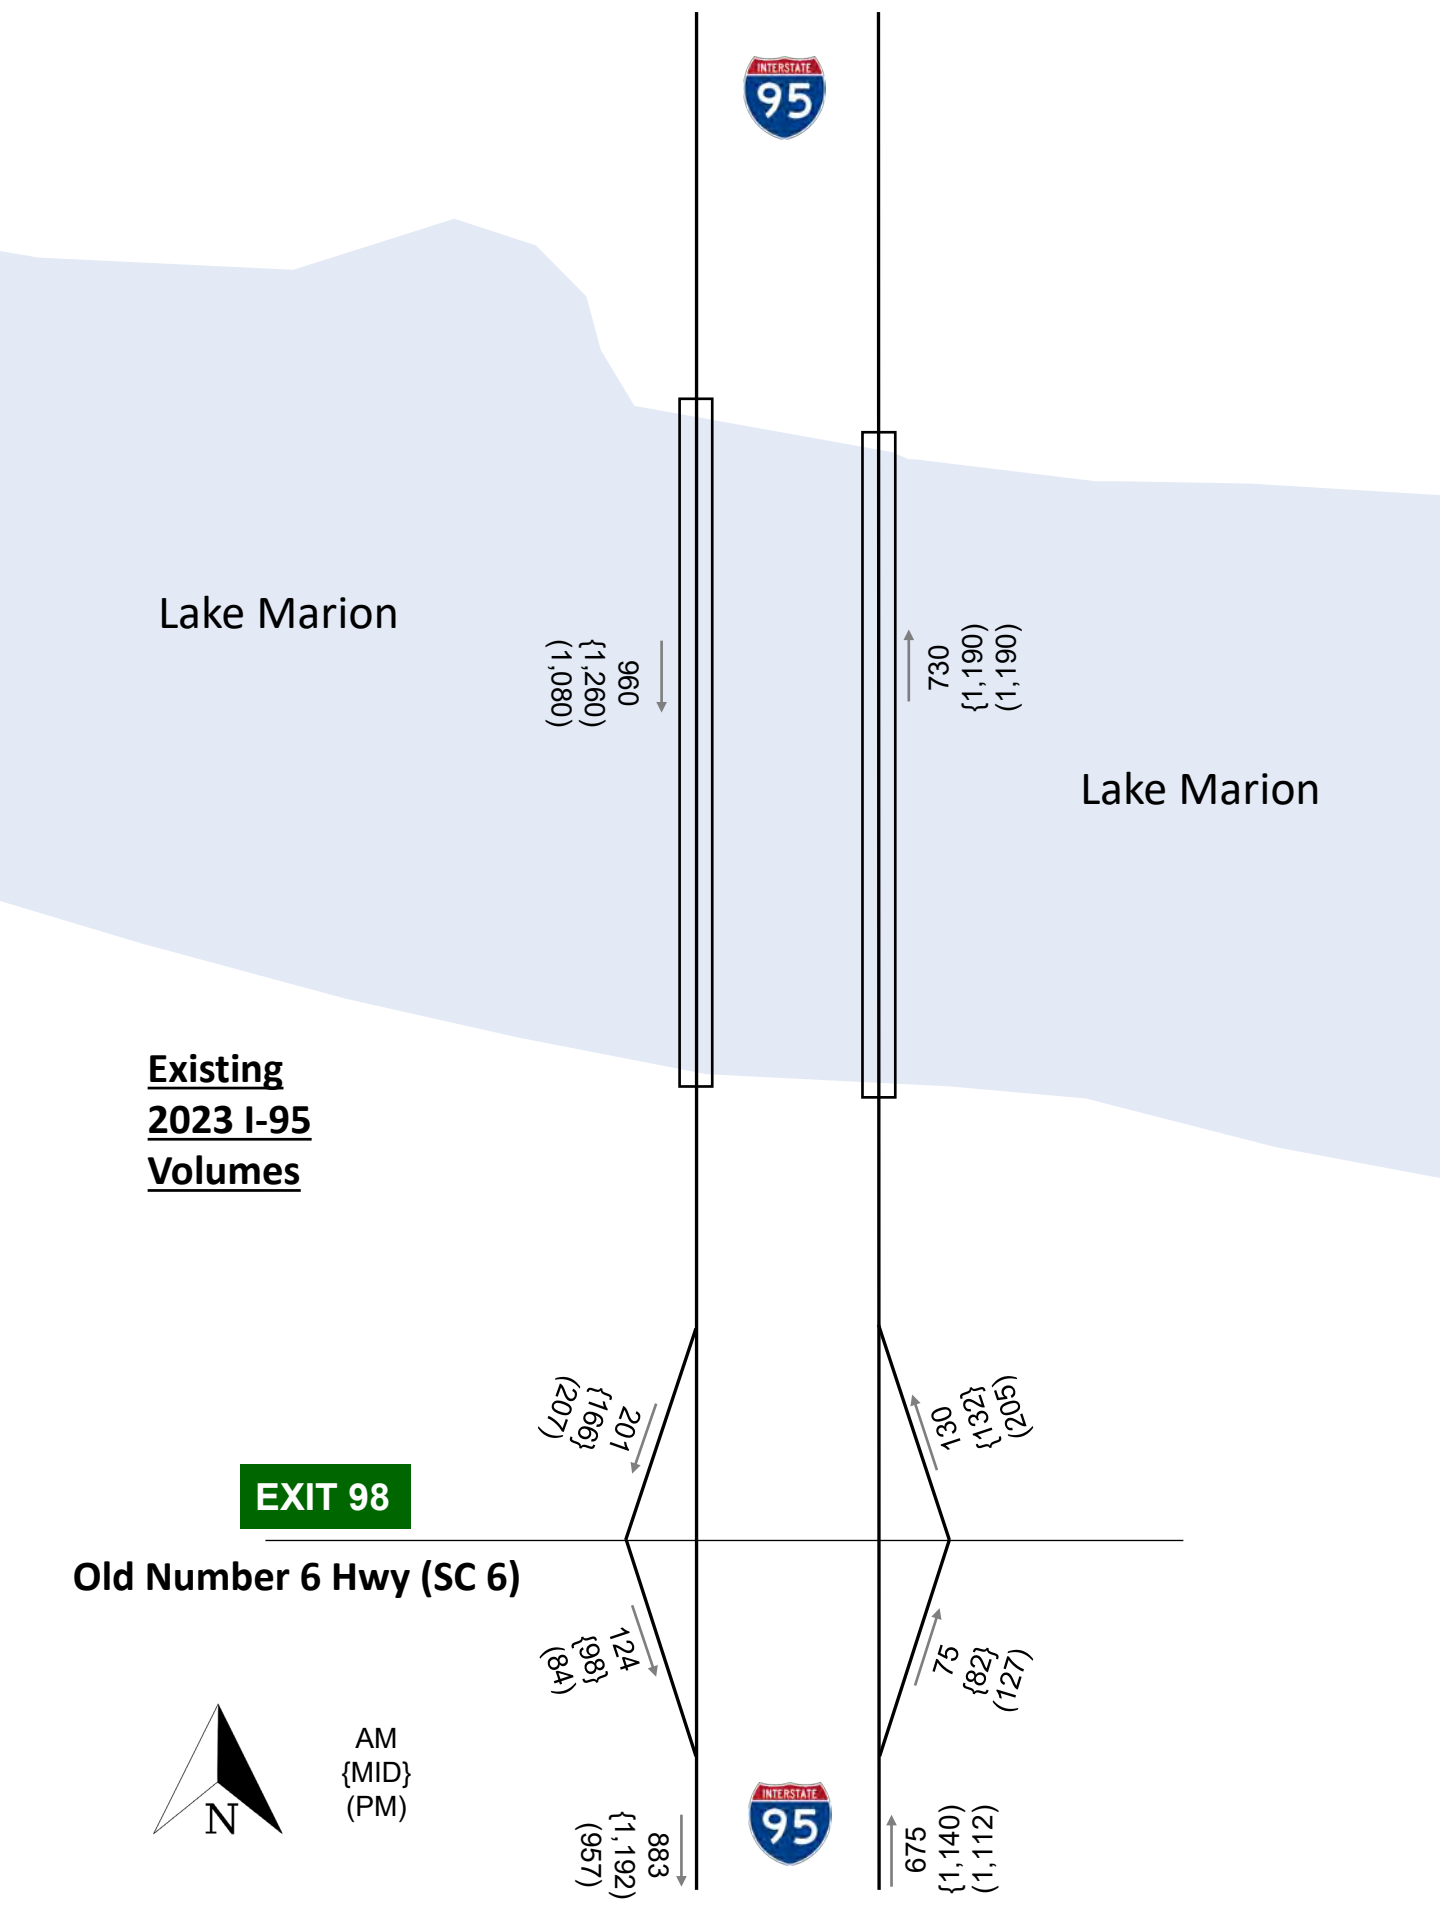 INTERSTATE
95
Lake Marion
960
{1,260}
(1,080)
730
{1,190}
(1,190)
Lake Marion
Existing
2023 I-95
Volumes
201
{166}
(207)
130
{132}
(205)
EXIT 98
Old Number 6 Hwy (SC 6)
124
{98}
(84)
75
{82}
(127)
N
AM
{MID}
(PM)
INTERSTATE
95
883
{1,192}
(957)
675
{1,140}
(1,112)